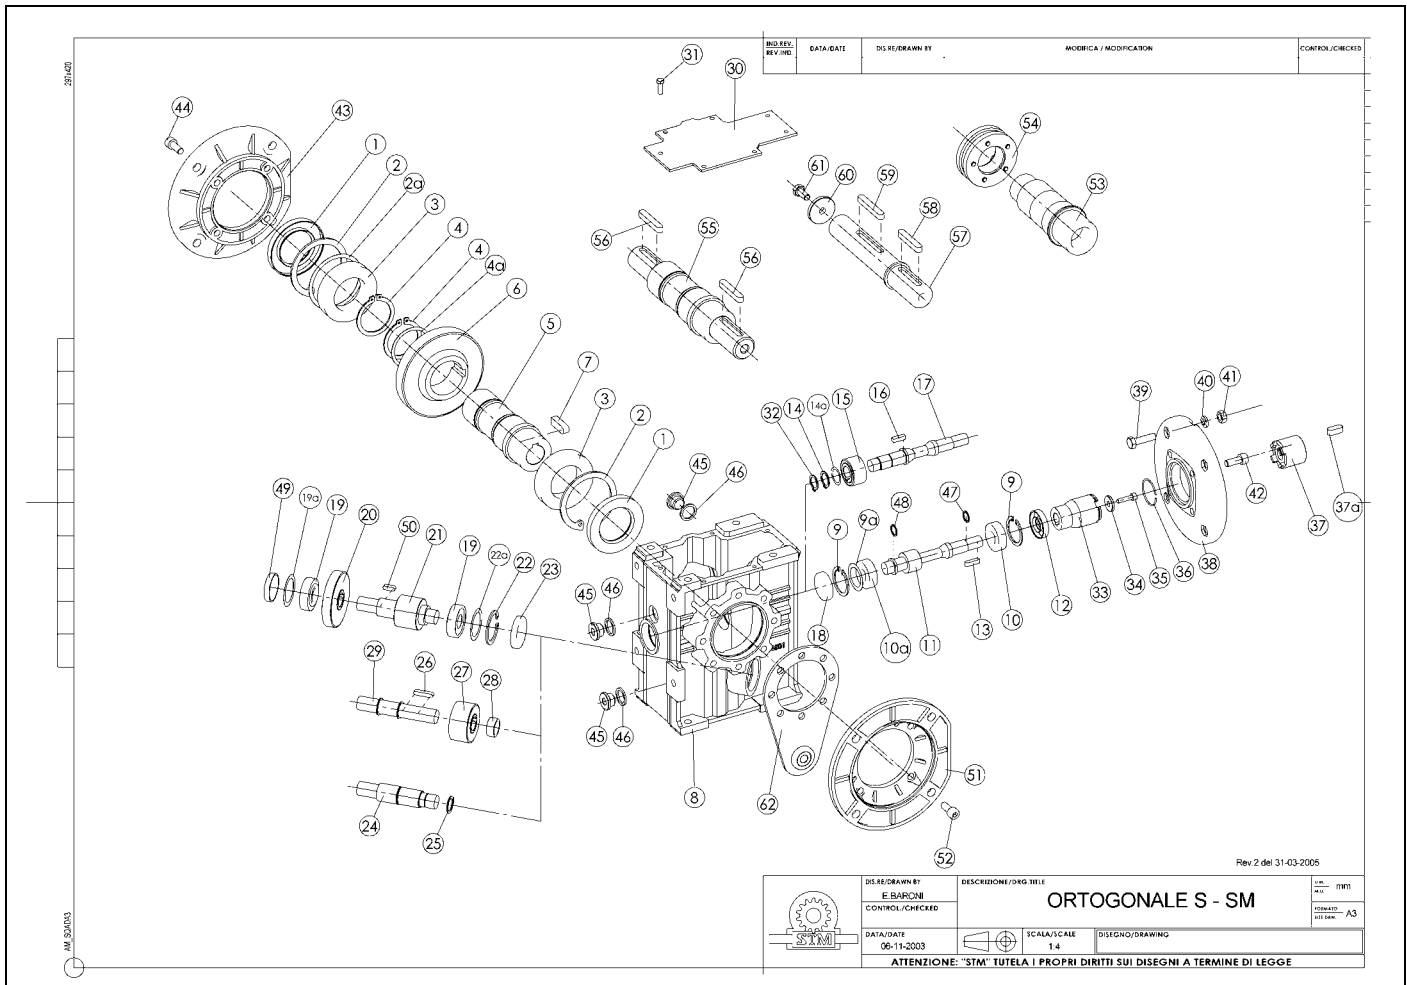 IND.REV. DATA/DATE DIS.RE/DRAWN BY MODIFICA / MODIFICATION CONTROL./CHECKED
REV.IND.
297x420
31 30 54
44 43 1 2 2a 3 4 4 4a 6 5 7 3 2 1
61 60 59 58 57 53
56 55 56
45 46
32 14 14a 15 16 17
39 40 41
42 37 37a
48 47 9 9a 9
49 19a 19 20 50 21 19 22a 22 23
45 46 18 10a 11 13 10 12 33 34 35 36 38
29 26 27 28
45 46
24 25 8 62 51
52
Rev.2 del 31-03-2005
AM_SQADA3
STM
DIS.RE/DRAWN BY
E.BARONI
CONTROL./CHECKED
DATA/DATE
06-11-2003
DESCRIZIONE/DRG.TITLE
ORTOGONALE S - SM
SCALA/SCALE
1:4
DISEGNO/DRAWING
mm
FORMATO
A3
ATTENZIONE: "STM" TUTELA I PROPRI DIRITTI SUI DISEGNI A TERMINE DI LEGGE